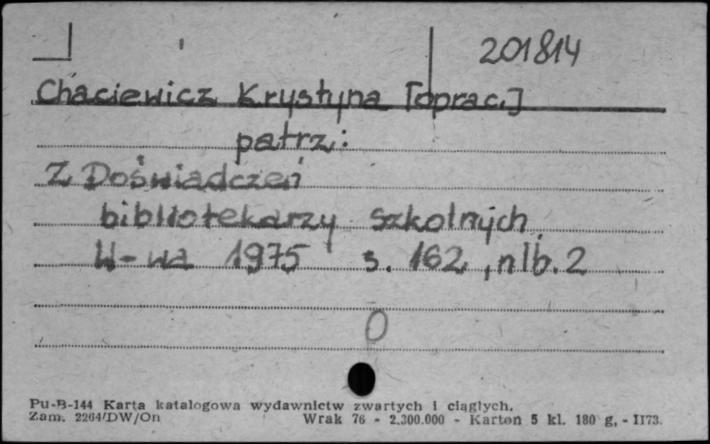 201814
Chaciewicz Krystyna [oprac.]
patrz:
Z Doświadczeń
bibliotekarzy szkolnych.
W-wa 1975 s. 162, nlb. 2
0
Pu-B-144 Karta katalogowa wydawnictw zwartych i ciągłych.
Zam. 2264/DW/On Wrak 76 - 2.300.000 - Karton 5 kl. 180 g, - II73.